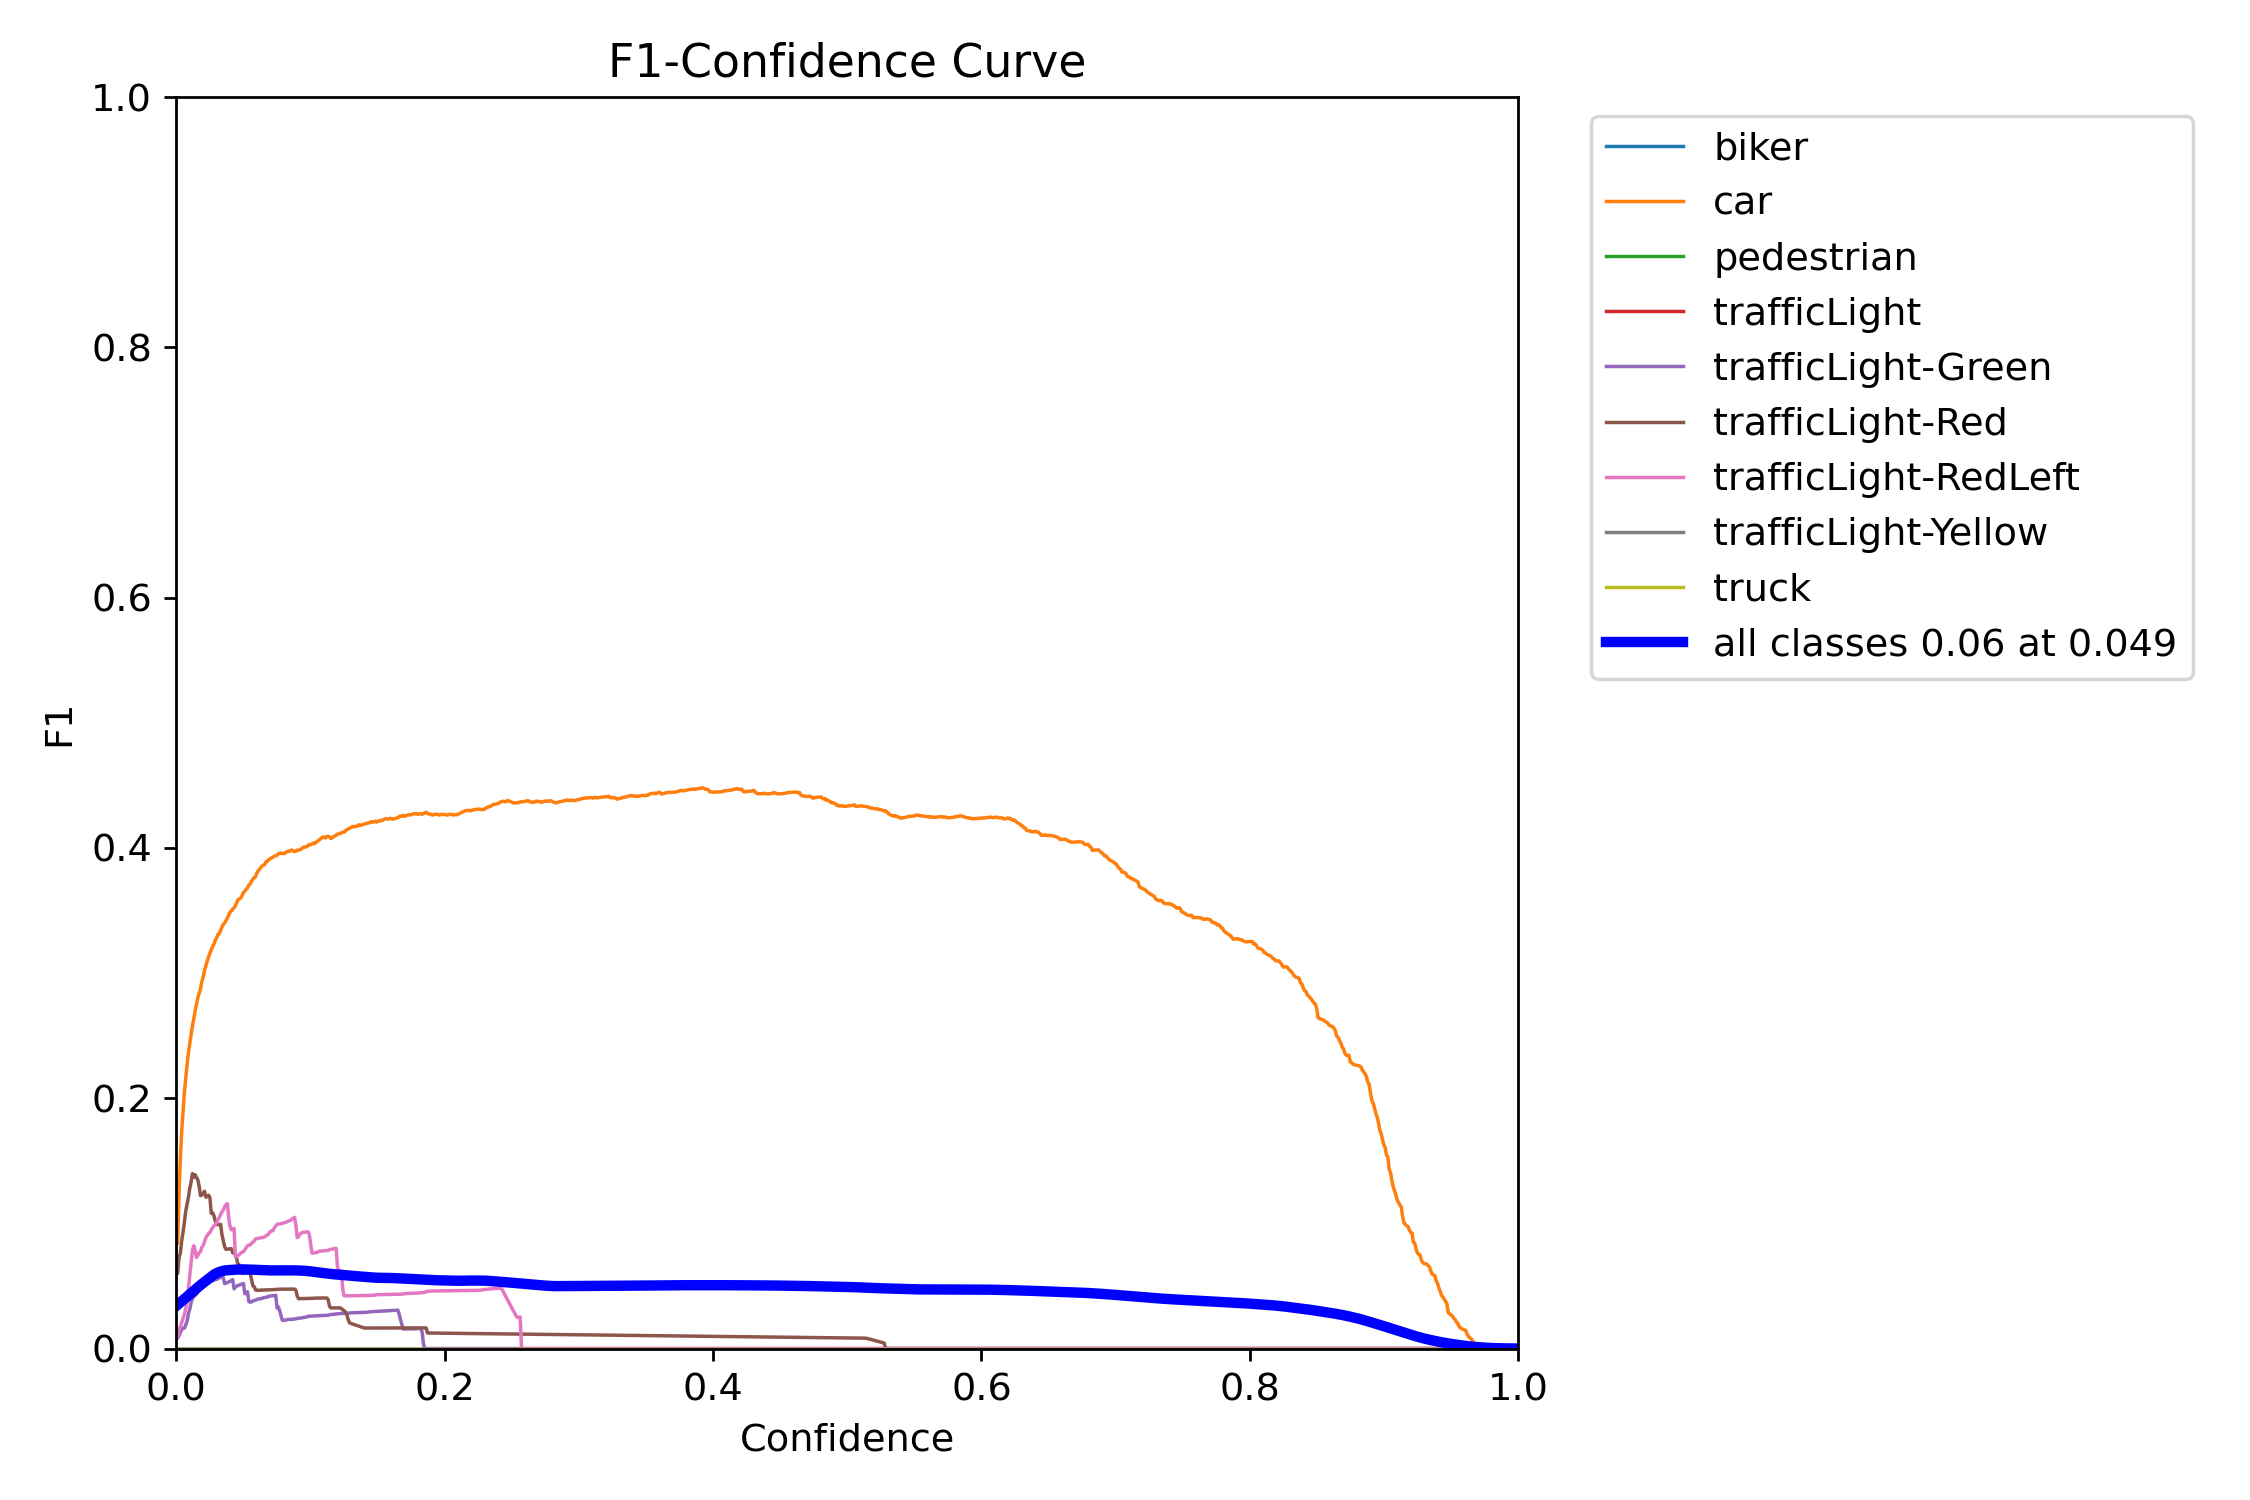 F1-Confidence Curve
1.0
0.8
0.6
0.4
0.2
0.0
F1
0.0 0.2 0.4 0.6 0.8 1.0
Confidence
biker
car
pedestrian
trafficLight
trafficLight-Green
trafficLight-Red
trafficLight-RedLeft
trafficLight-Yellow
truck
all classes 0.06 at 0.049